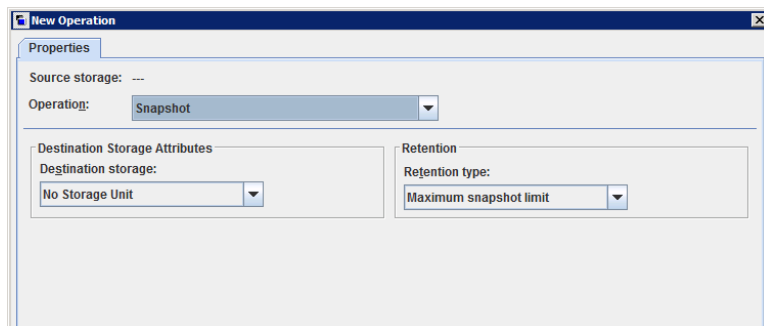 New Operation
Properties
Source storage: ---
Operation:
Snapshot
Destination Storage Attributes
Destination storage:
No Storage Unit
Retention
Retention type:
Maximum snapshot limit